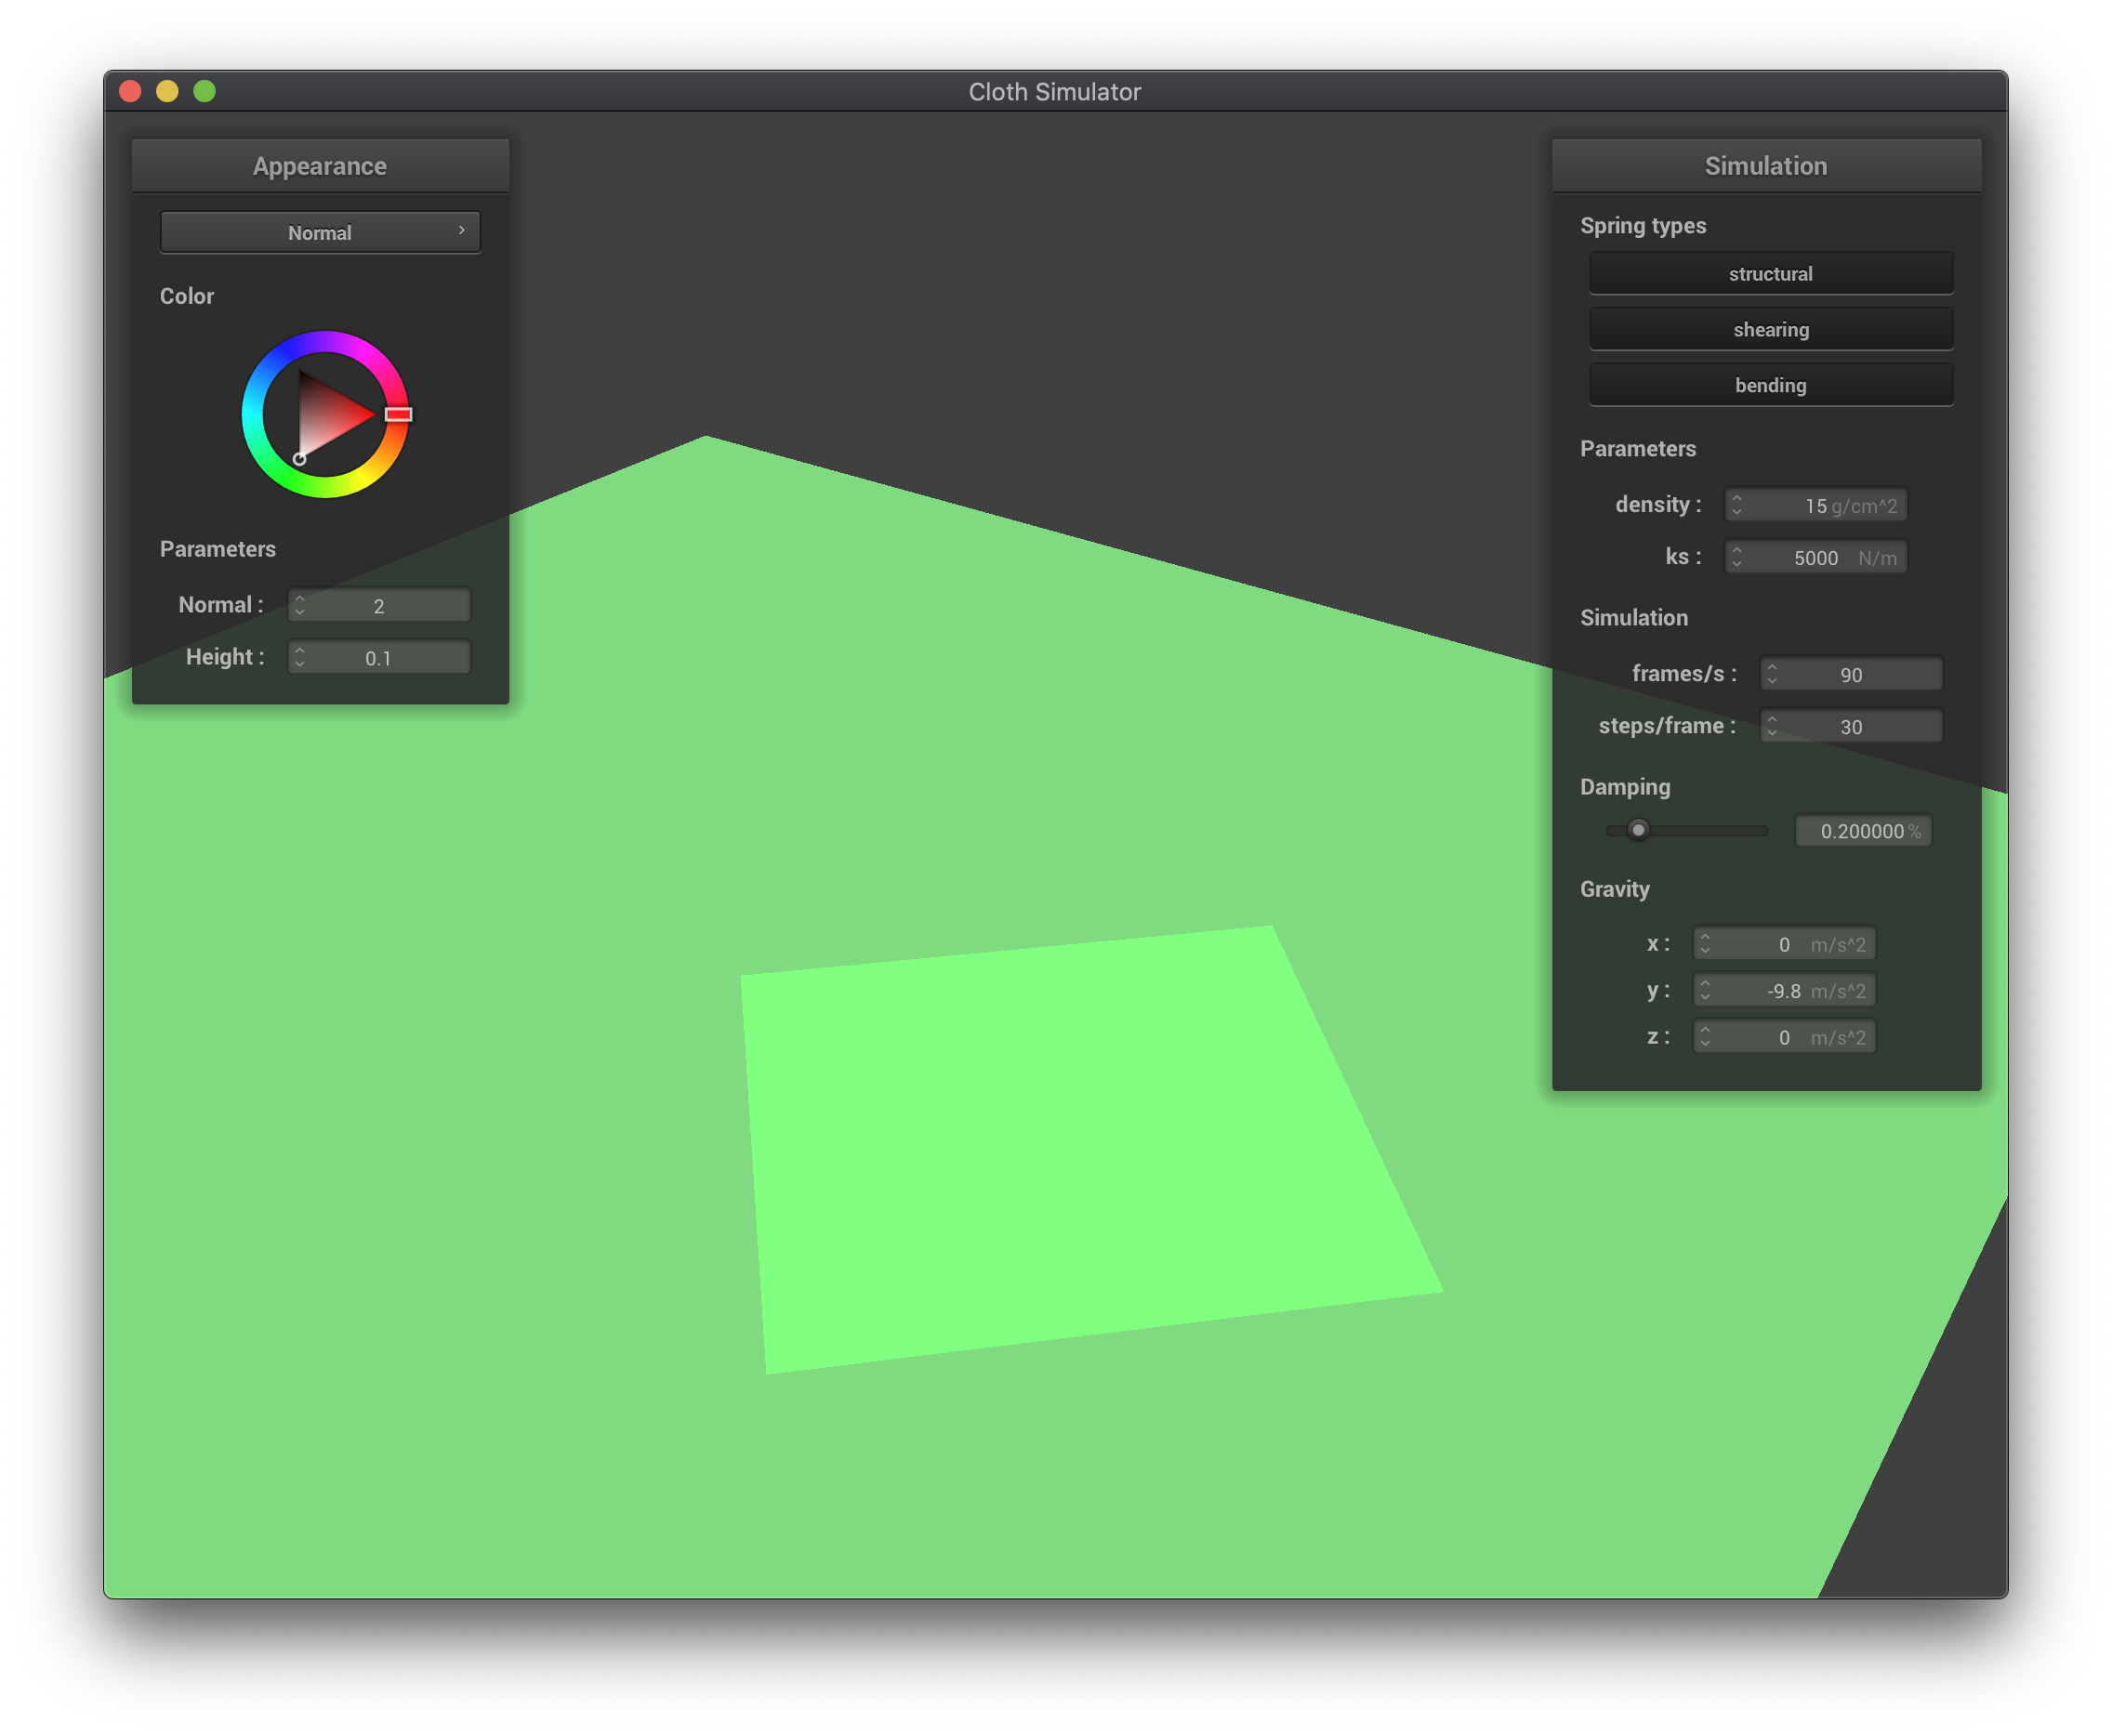 Cloth Simulator
Appearance
Normal
Color
Parameters
Normal : 2
Height : 0.1
Simulation
Spring types
structural
shearing
bending
Parameters
density : 15 g/cm^2
ks : 5000 N/m
Simulation
frames/s : 90
steps/frame : 30
Damping
0.200000 %
Gravity
x : 0 m/s^2
y : -9.8 m/s^2
z : 0 m/s^2